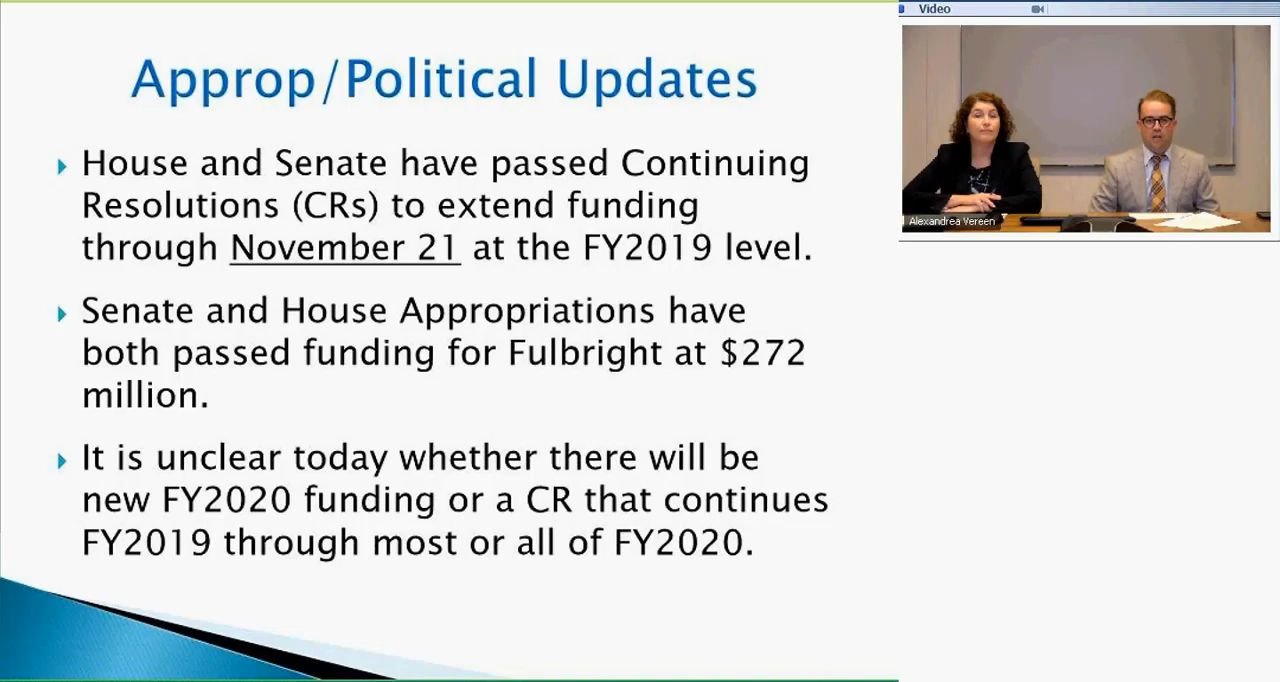 Approp/Political Updates
House and Senate have passed Continuing
Resolutions (CRs) to extend funding
through November 21 at the FY2019 level.
Senate and House Appropriations have
both passed funding for Fulbright at $272
million.
It is unclear today whether there will be
new FY2020 funding or a CR that continues
FY2019 through most or all of FY2020.
Video
Alexandrea Vereen